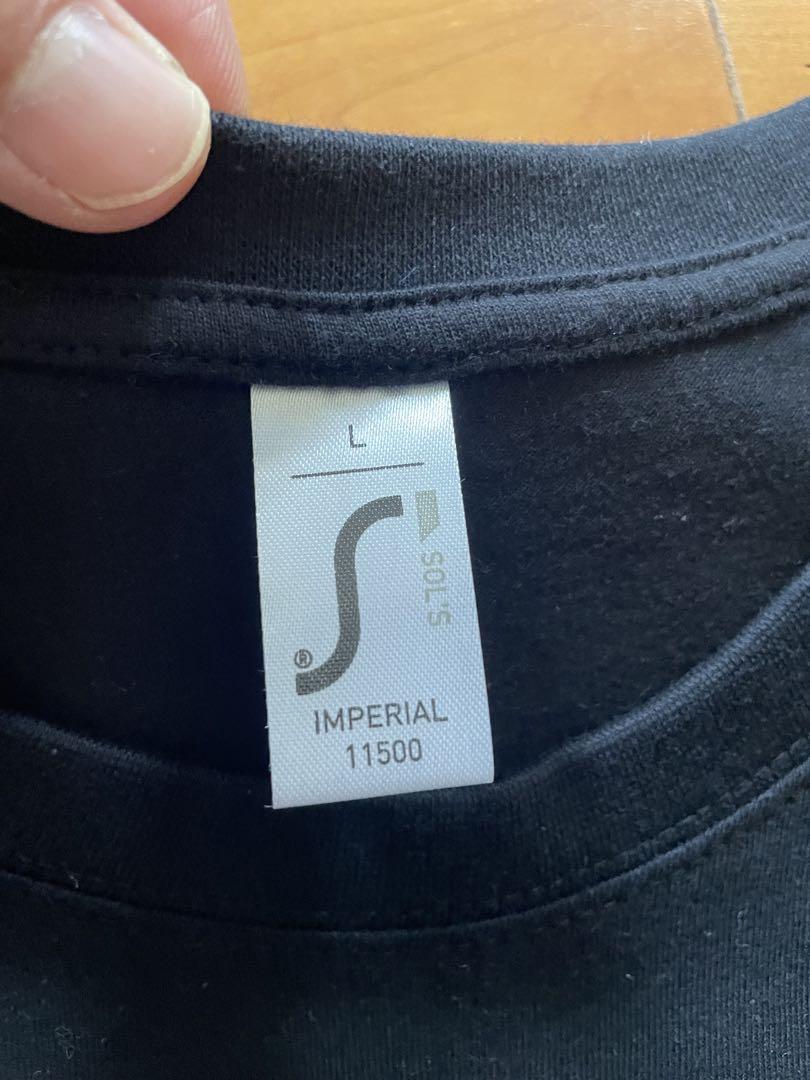 L
SOL'S
®
IMPERIAL
11500